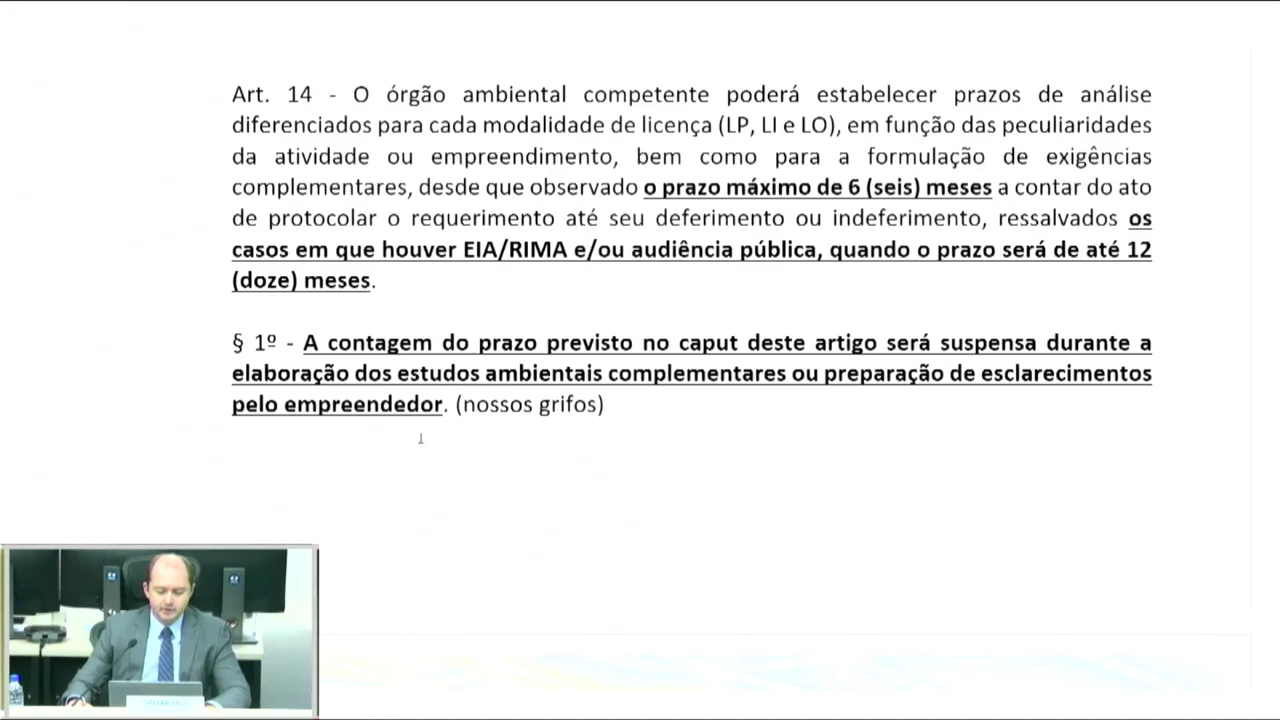 Art. 14 - O órgão ambiental competente poderá estabelecer prazos de análise
diferenciados para cada modalidade de licença (LP, LI e LO), em função das peculiaridades
da atividade ou empreendimento, bem como para a formulação de exigências
complementares, desde que observado o prazo máximo de 6 (seis) meses a contar do ato
de protocolar o requerimento até seu deferimento ou indeferimento, ressalvados os
casos em que houver EIA/RIMA e/ou audiência pública, quando o prazo será de até 12
(doze) meses.
§ 1º - A contagem do prazo previsto no caput deste artigo será suspensa durante a
elaboração dos estudos ambientais complementares ou preparação de esclarecimentos
pelo empreendedor. (nossos grifos)